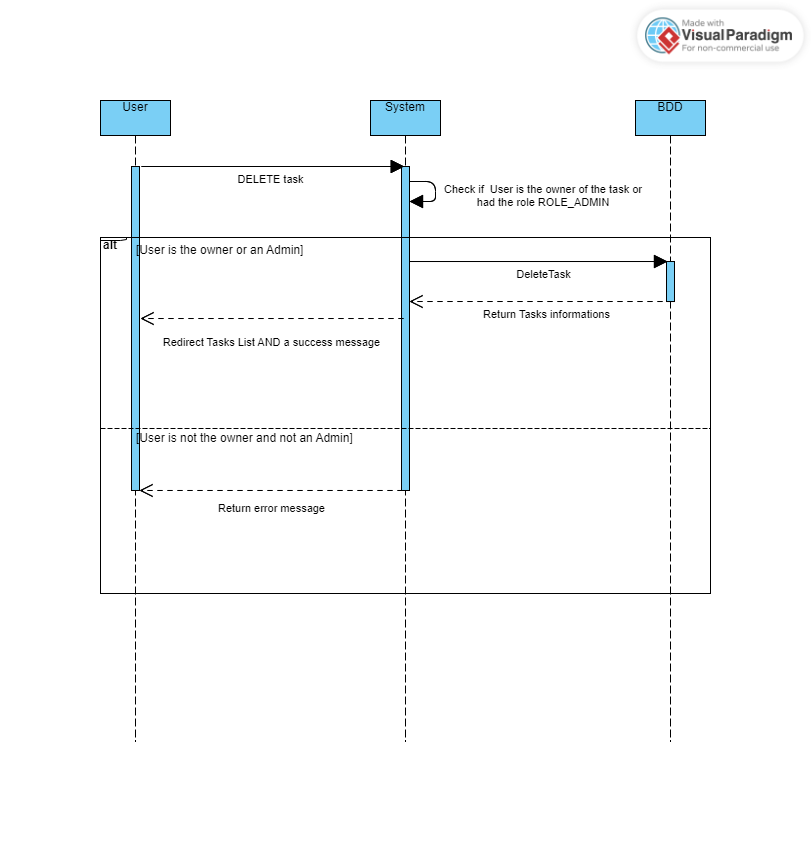 Made with
VisualParadigm
For non-commercial use
User
System
BDD
DELETE task
Check if  User is the owner of the task or
had the role ROLE_ADMIN
alt
[User is the owner or an Admin]
DeleteTask
Return Tasks informations
Redirect Tasks List AND a success message
[User is not the owner and not an Admin]
Return error message